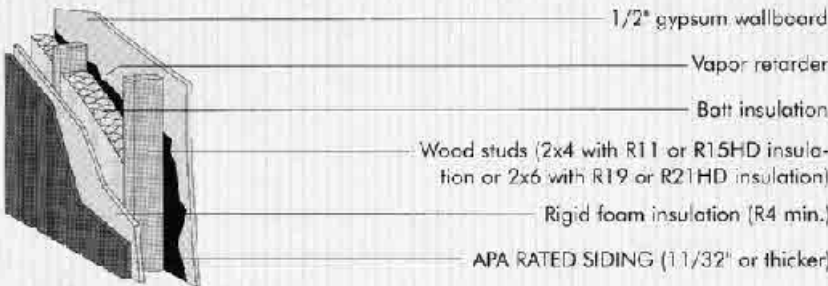 1/2" gypsum wallboard
Vapor retarder
Batt insulation
Wood studs (2x4 with R11 or R15HD insula-
tion or 2x6 with R19 or R21HD insulation)
Rigid foam insulation (R4 min.)
APA RATED SIDING (11/32" or thicker)